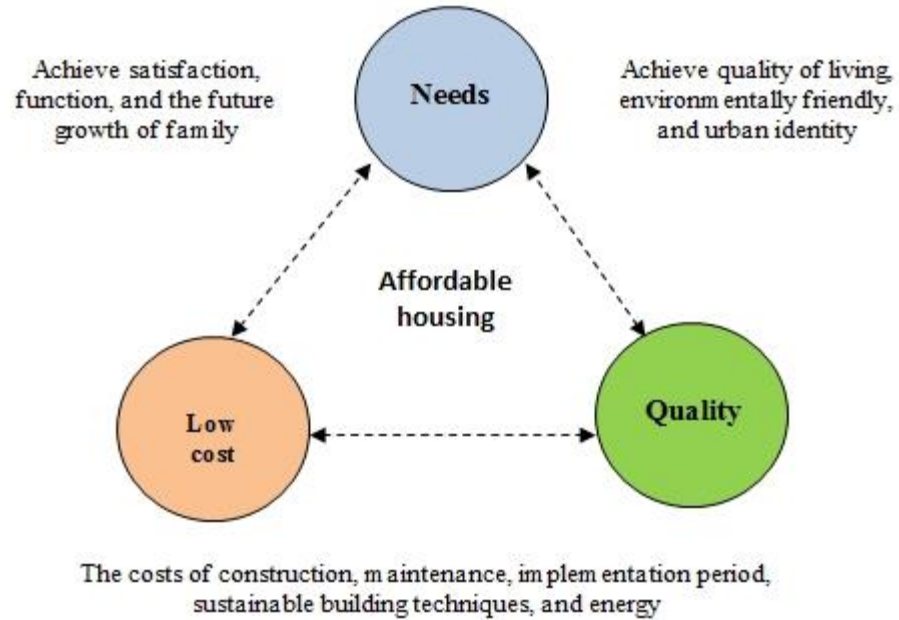 Achieve satisfaction,
function, and the future
growth of family
Needs
Achieve quality of living,
environmentally friendly,
and urban identity
Affordable
housing
Low
cost
Quality
The costs of construction, maintenance, implementation period,
sustainable building techniques, and energy